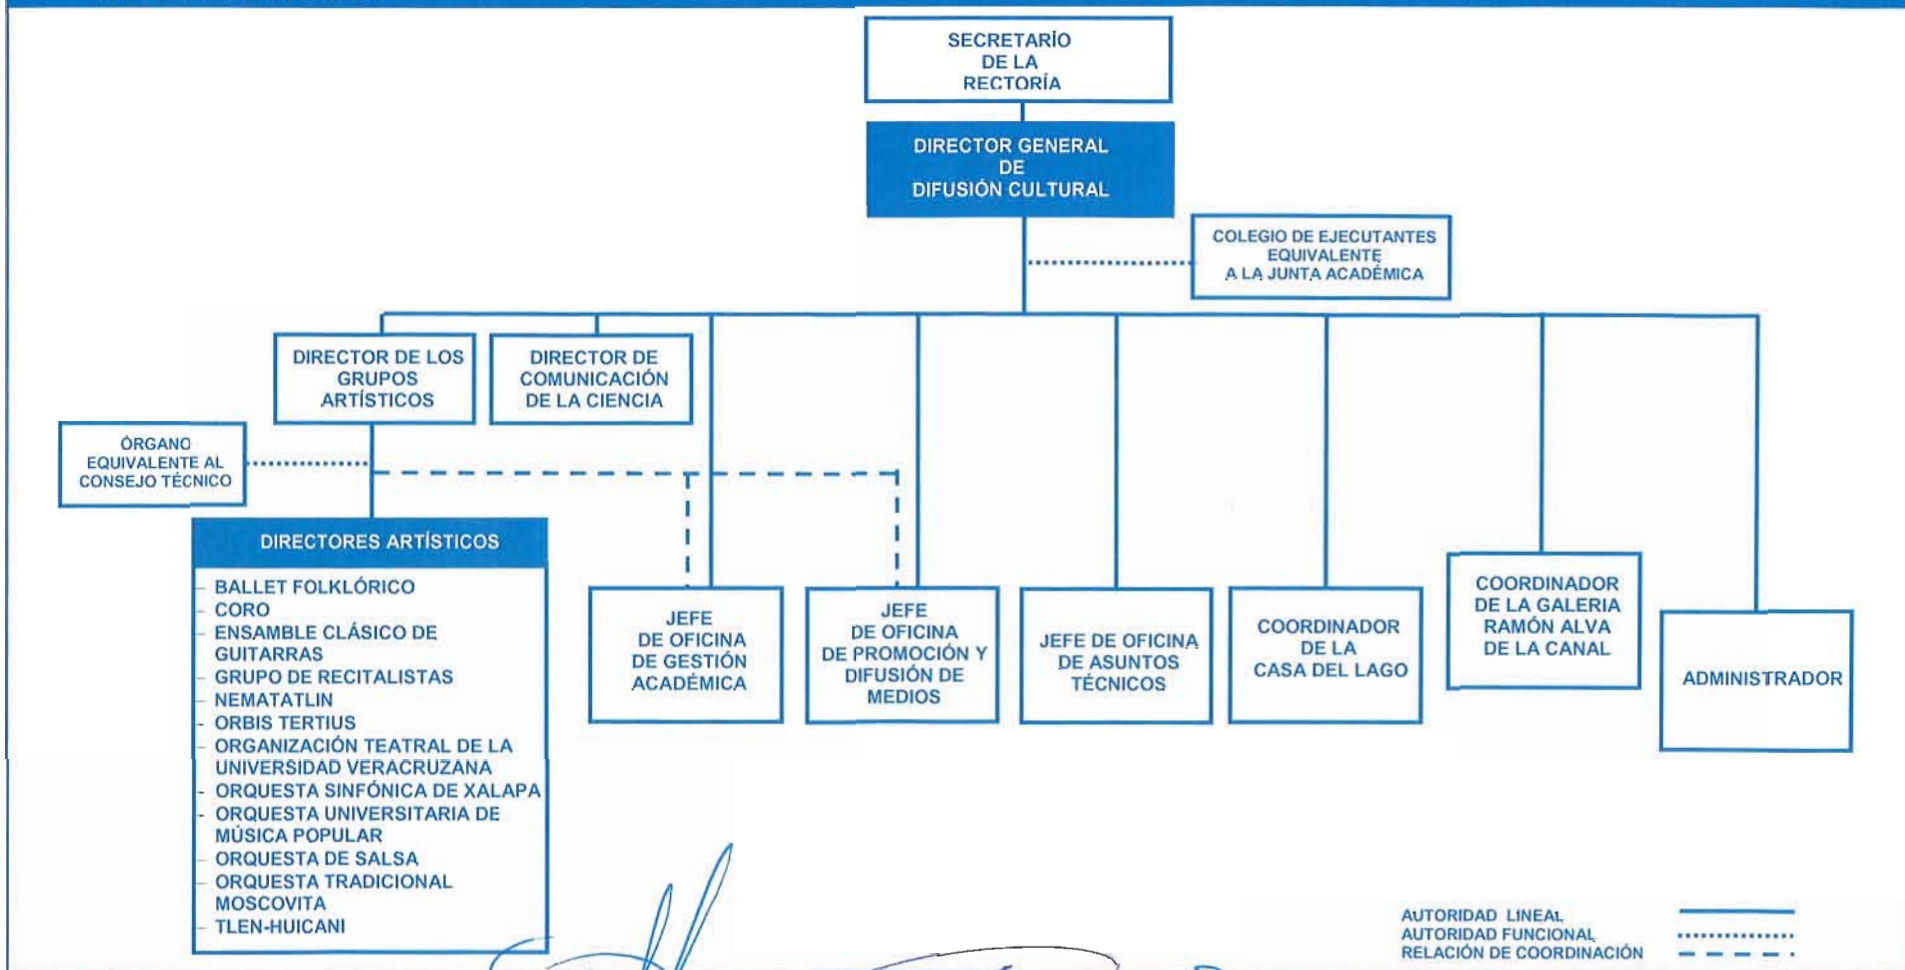 SECRETARÍO
DE LA
RECTORÍA
DIRECTOR GENERAL
DE
DIFUSIÓN CULTURAL
COLEGIO DE EJECUTANTES
EQUIVALENTE
A LA JUNTA ACADÉMICA
DIRECTOR DE LOS
GRUPOS
ARTÍSTICOS
DIRECTOR DE
COMUNICACIÓN
DE LA CIENCIA
ÓRGANO
EQUIVALENTE AL
CONSEJO TÉCNICO
DIRECTORES ARTÍSTICOS
- BALLET FOLKLÓRICO
- CORO
- ENSAMBLE CLÁSICO DE
GUITARRAS
- GRUPO DE RECITALISTAS
- NEMATATLIN
- ORBIS TERTIUS
- ORGANIZACIÓN TEATRAL DE LA
UNIVERSIDAD VERACRUZANA
- ORQUESTA SINFÓNICA DE XALAPA
- ORQUESTA UNIVERSITARIA DE
MÚSICA POPULAR
- ORQUESTA DE SALSA
- ORQUESTA TRADICIONAL
MOSCOVITA
- TLEN-HUICANI
JEFE
DE OFICINA
DE GESTIÓN
ACADÉMICA
JEFE
DE OFICINA
DE PROMOCIÓN Y
DIFUSIÓN DE
MEDIOS
JEFE DE OFICINA
DE ASUNTOS
TÉCNICOS
COORDINADOR
DE LA
CASA DEL LAGO
COORDINADOR
DE LA GALERIA
RAMÓN ALVA
DE LA CANAL
ADMINISTRADOR
AUTORIDAD LINEAL
AUTORIDAD FUNCIONAL
RELACIÓN DE COORDINACIÓN